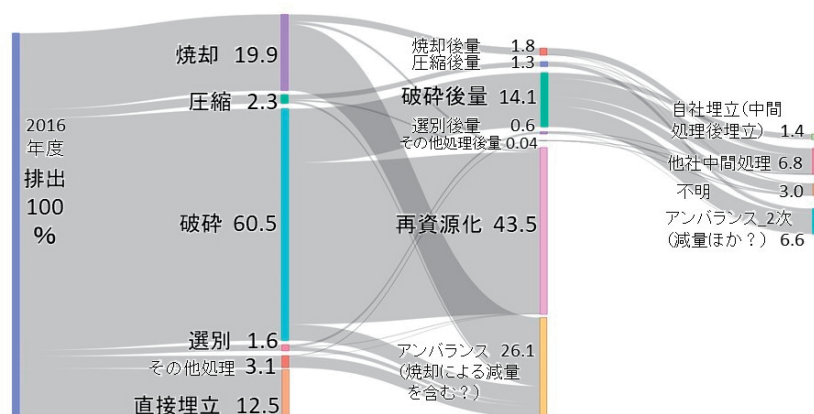 2016
年度
排出
100
%
焼却 19.9
圧縮 2.3
破砕 60.5
選別 1.6
その他処理 3.1
直接埋立 12.5
焼却後量 1.8
圧縮後量 1.3
破砕後量 14.1
選別後量 0.6
その他処理後量 0.04
再資源化 43.5
アンバランス 26.1
(焼却による減量
を含む?)
自社埋立(中間
処理後埋立) 1.4
他社中間処理 6.8
不明 3.0
アンバランス_2次
(減量ほか?) 6.6